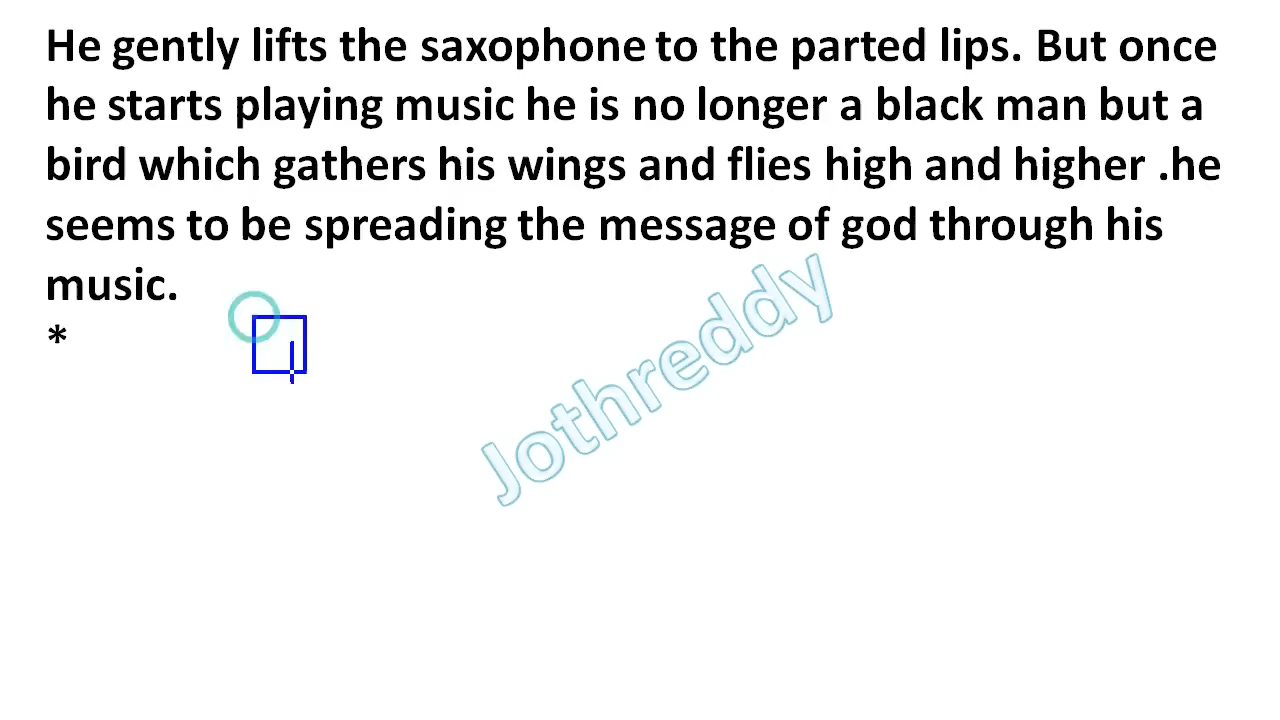 He gently lifts the saxophone to the parted lips. But once
he starts playing music he is no longer a black man but a
bird which gathers his wings and flies high and higher .he
seems to be spreading the message of god through his
music.
*
Jothreddy